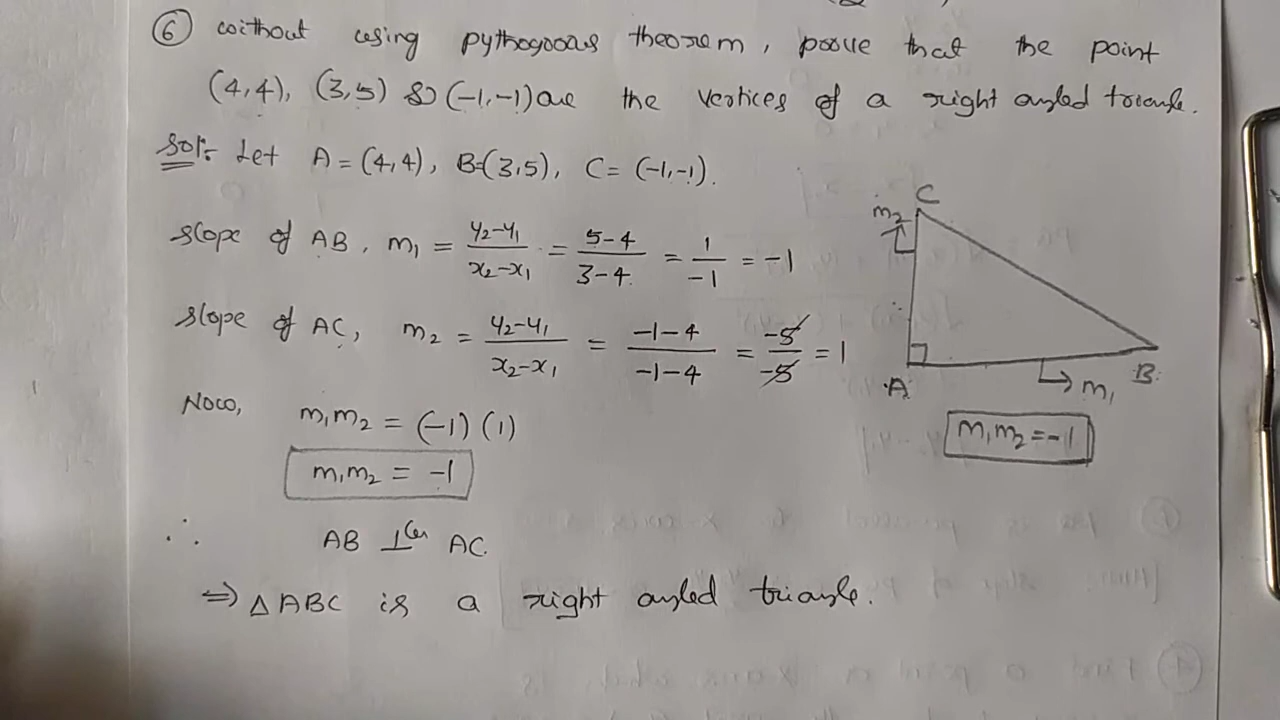 ⑥ without using pythogoras theorem, prove that the point
(4,4), (3,5) & (-1,-1) are the vertices of a right angled triangle.
Sol:- Let A = (4,4), B=(3,5), C = (-1,-1).
slope of AB, m₁ = (y₂-y₁)/(x₂-x₁) = (5-4)/(3-4) = 1/-1 = -1
slope of AC, m₂ = (y₂-y₁)/(x₂-x₁) = (-1-4)/(-1-4) = -5/-5 = 1
Now, m₁m₂ = (-1)(1)
m₁m₂ = -1
∴ AB ⊥er AC.
⇒ △ABC is a right angled triangle.
C
m₂
A
B
m₁
m₁m₂ = -1